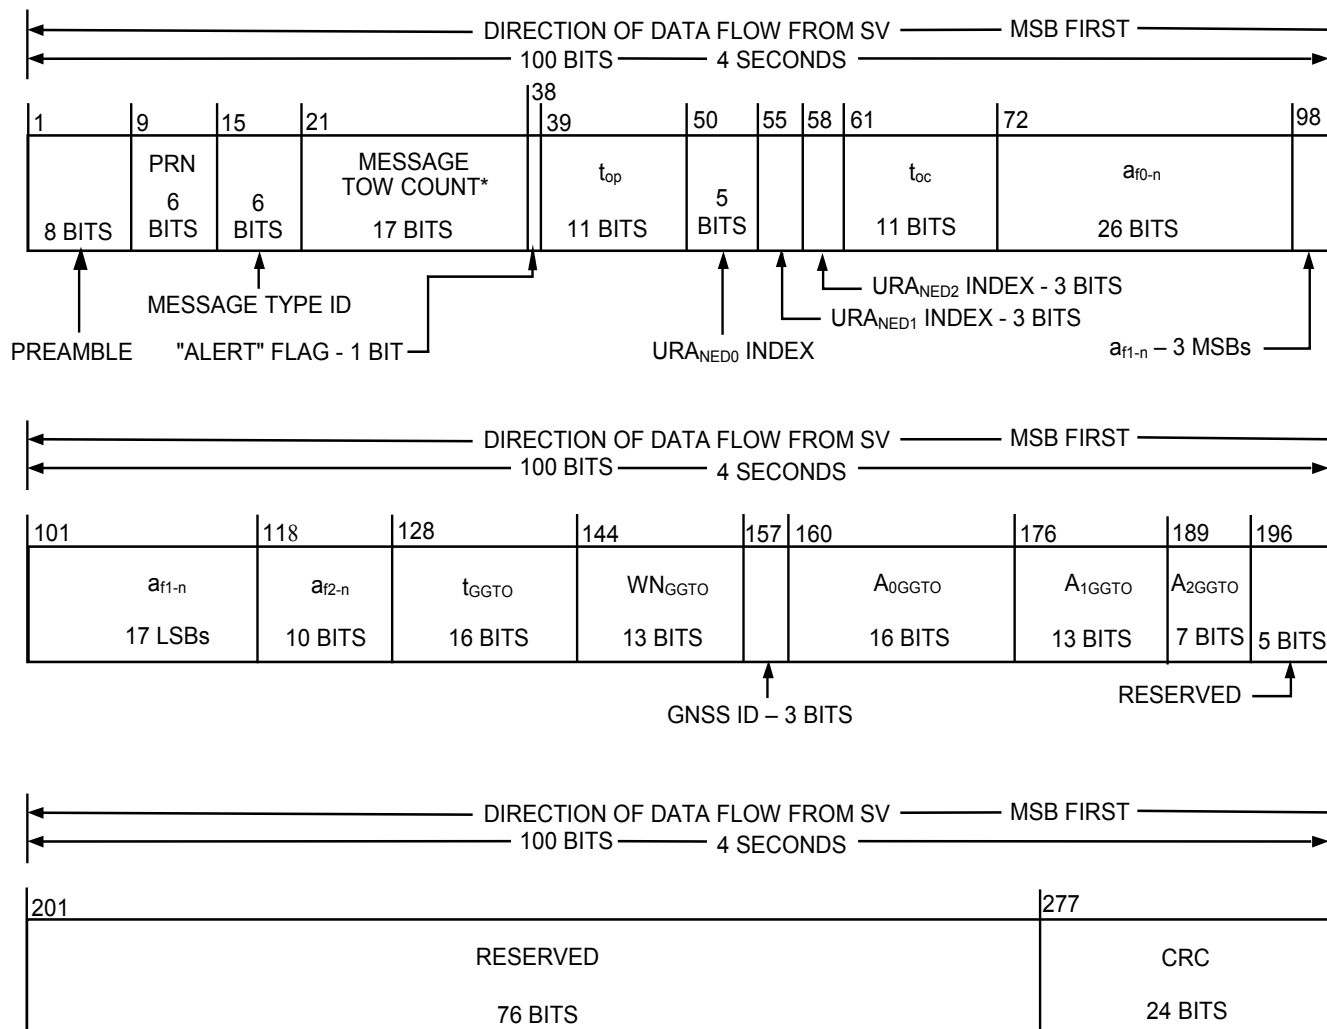 DIRECTION OF DATA FLOW FROM SV MSB FIRST
100 BITS 4 SECONDS
38
1 9 15 21 39 50 55 58 61 72 98
PRN MESSAGE t_op t_oc a_f0-n
TOW COUNT*
6 6 5
8 BITS BITS BITS 17 BITS 11 BITS BITS 11 BITS 26 BITS
URA_NED2 INDEX - 3 BITS
MESSAGE TYPE ID URA_NED1 INDEX - 3 BITS
PREAMBLE "ALERT" FLAG - 1 BIT URA_NED0 INDEX a_f1-n – 3 MSBs
DIRECTION OF DATA FLOW FROM SV MSB FIRST
100 BITS 4 SECONDS
101 118 128 144 157 160 176 189 196
a_f1-n a_f2-n t_GGTO WN_GGTO A_0GGTO A_1GGTO A_2GGTO
17 LSBs 10 BITS 16 BITS 13 BITS 16 BITS 13 BITS 7 BITS 5 BITS
RESERVED
GNSS ID – 3 BITS
DIRECTION OF DATA FLOW FROM SV MSB FIRST
100 BITS 4 SECONDS
201 277
RESERVED CRC
76 BITS 24 BITS